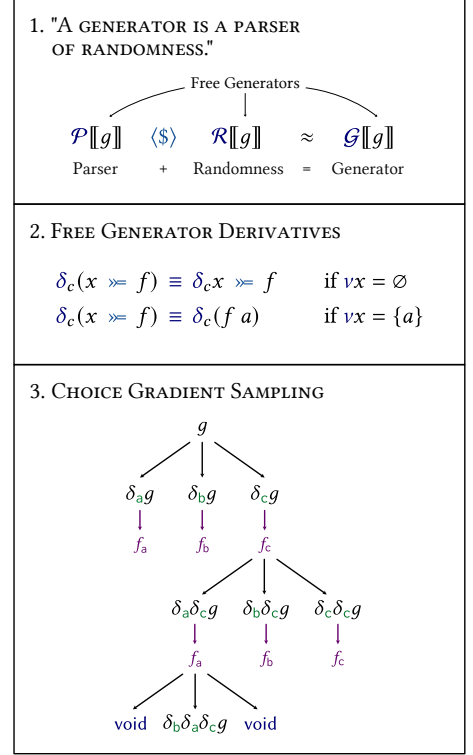 1. "A GENERATOR IS A PARSER
OF RANDOMNESS."
Free Generators
𝒫⟦g⟧ ⟨$⟩ ℛ⟦g⟧ ≈ 𝒢⟦g⟧
Parser + Randomness = Generator
2. FREE GENERATOR DERIVATIVES
δc(x ≫= f) ≡ δcx ≫= f if νx = ∅
δc(x ≫= f) ≡ δc(f a) if νx = {a}
3. CHOICE GRADIENT SAMPLING
g
δag δbg δcg
fa fb fc
δaδcg δbδcg δcδcg
fa fb fc
void δbδaδcg void